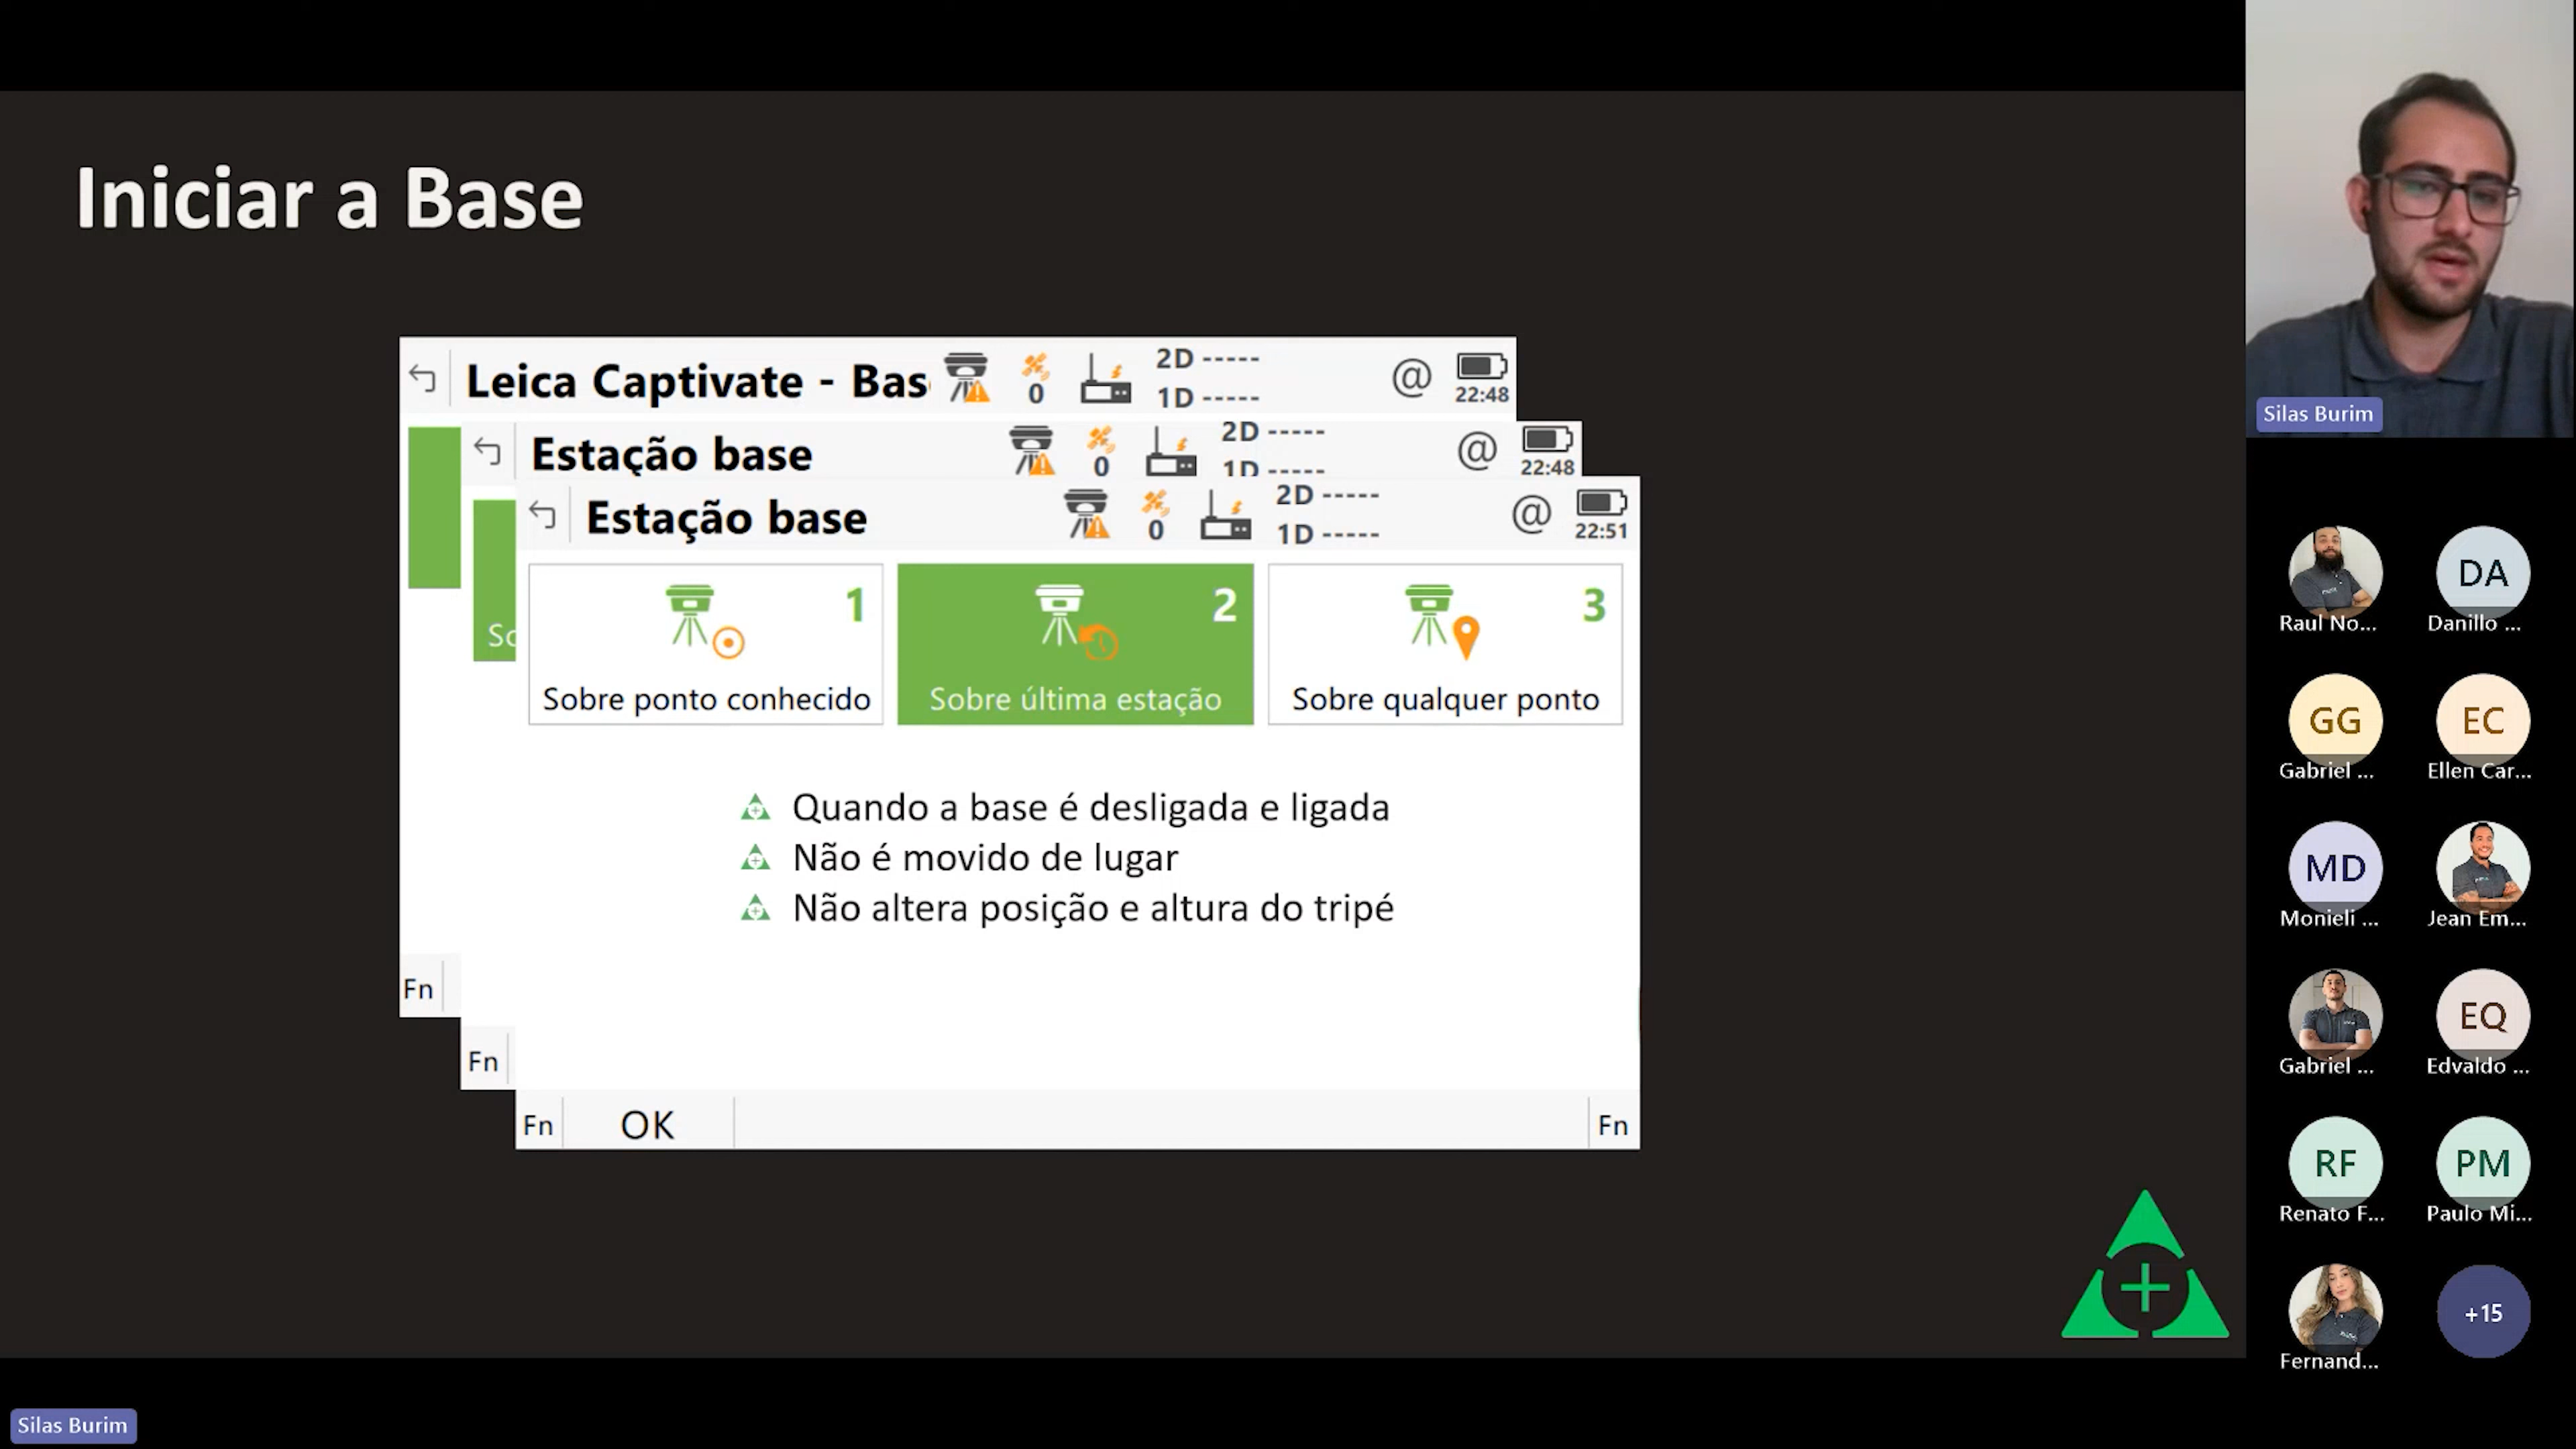 Iniciar a Base
Leica Captivate - Bas
0
2D -----
1D -----
@
22:48
Estação base
0
2D -----
1D -----
@
22:48
Estação base
0
2D -----
1D -----
@
22:51
1
Sobre ponto conhecido
2
Sobre última estação
3
Sobre qualquer ponto
Quando a base é desligada e ligada
Não é movido de lugar
Não altera posição e altura do tripé
Fn
Fn
Fn
OK
Fn
Silas Burim
Raul No...
DA
Danillo ...
GG
Gabriel ...
EC
Ellen Car...
MD
Monieli ...
Jean Em...
Gabriel ...
EQ
Edvaldo ...
RF
Renato F...
PM
Paulo Mi...
Fernand...
+15
Silas Burim